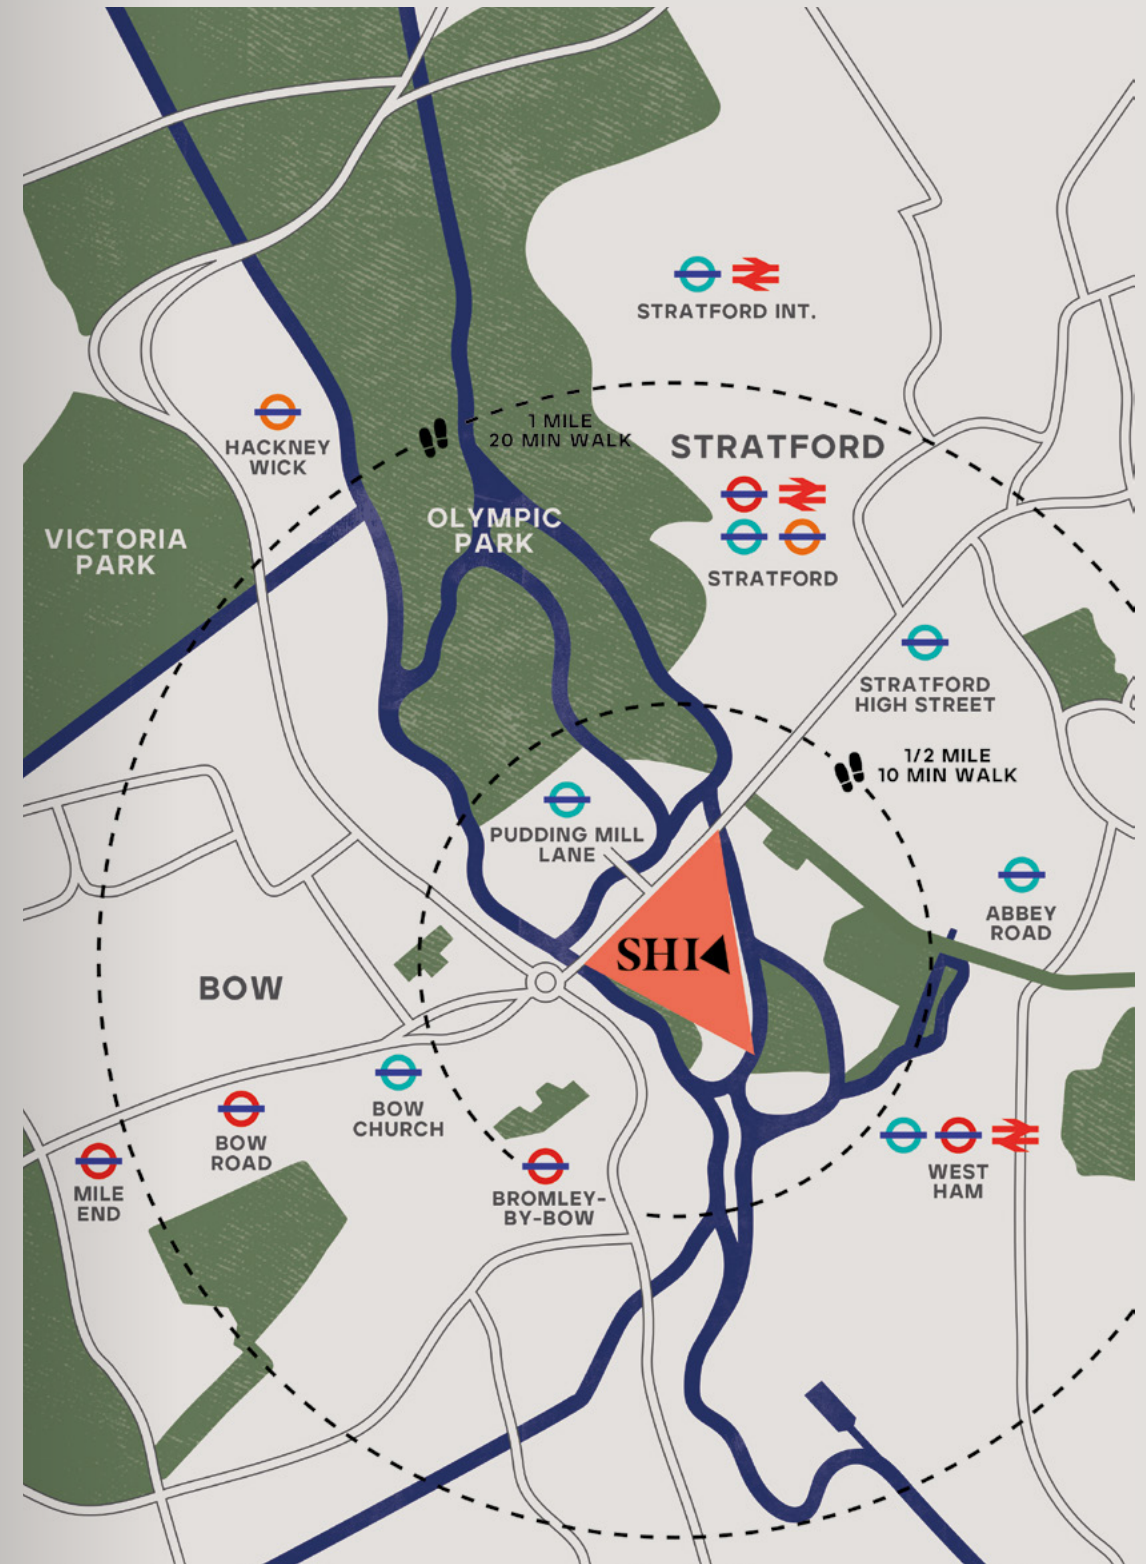 STRATFORD INT.
1 MILE
20 MIN WALK
HACKNEY
WICK
STRATFORD
VICTORIA
PARK
OLYMPIC
PARK
STRATFORD
STRATFORD
HIGH STREET
1/2 MILE
10 MIN WALK
PUDDING MILL
LANE
ABBEY
ROAD
SHI
BOW
BOW
CHURCH
BOW
ROAD
WEST
HAM
MILE
END
BROMLEY-
BY-BOW